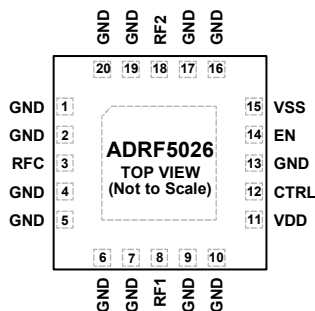 GND GND RF2 GND GND
20 19 18 17 16
GND 1 15 VSS
GND 2 14 EN
RFC 3 13 GND
GND 4 12 CTRL
GND 5 11 VDD
ADRF5026
TOP VIEW
(Not to Scale)
6 7 8 9 10
GND GND RF1 GND GND